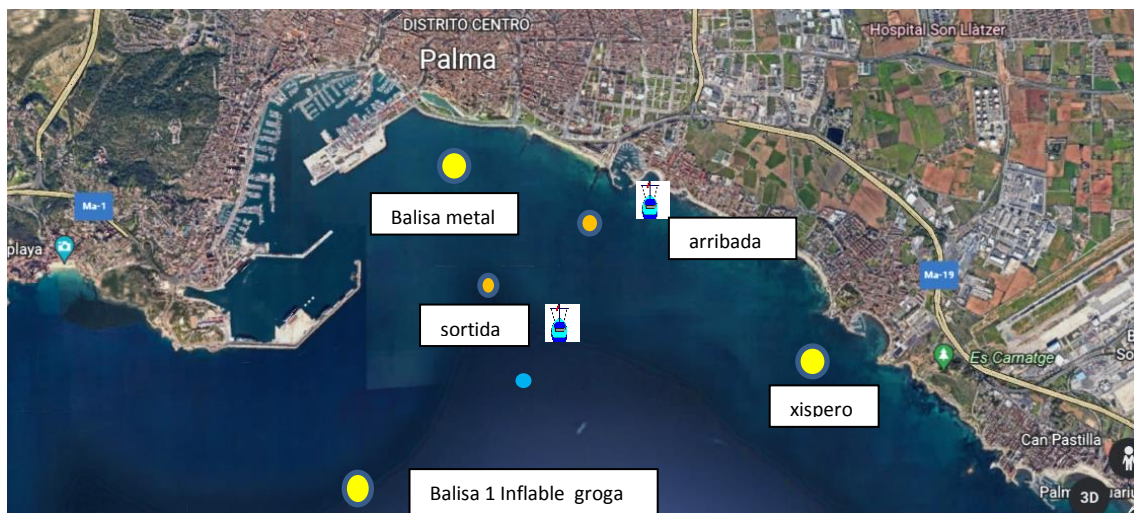 DISTRITO CENTRO
Palma
Hospital Son Llàtzer
Ma-1
Balisa metal
playa
arribada
Ma-19
sortida
Es Carnatge
xispero
Can Pastilla
Balisa 1 Inflable groga
3D